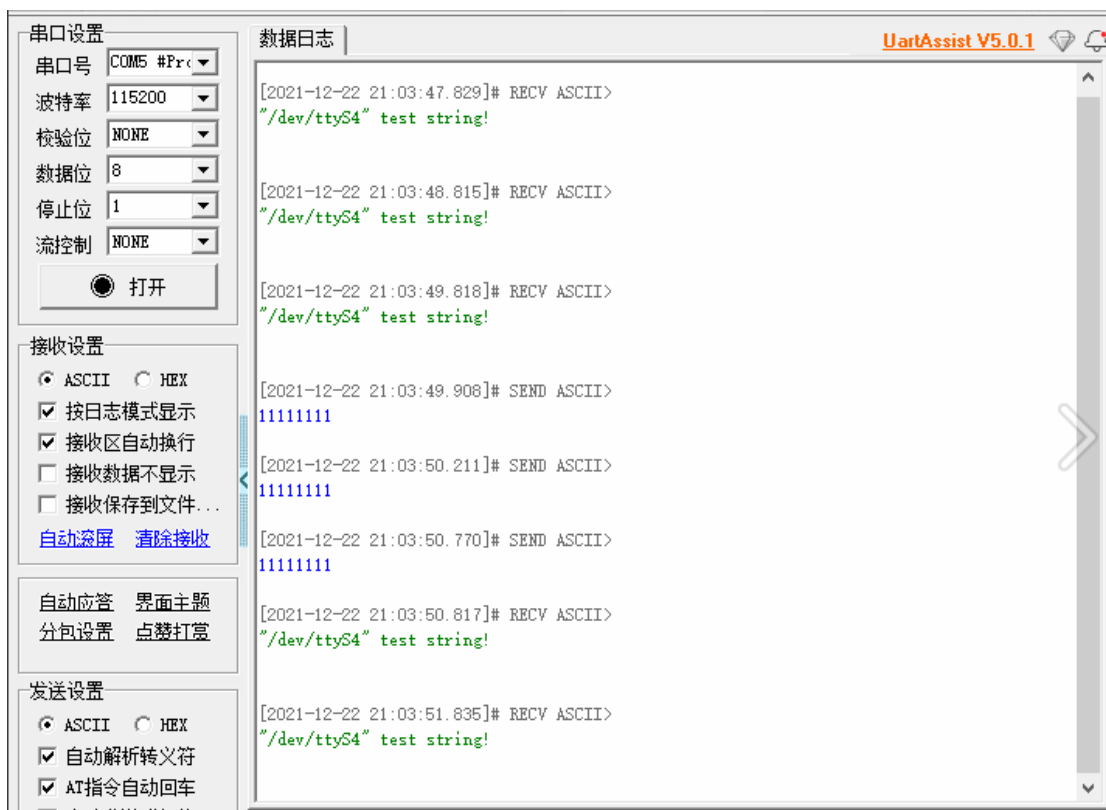 串口设置
串口号 COM5 #Pro
波特率 115200
校验位 NONE
数据位 8
停止位 1
流控制 NONE
打开
接收设置
ASCII HEX
按日志模式显示
接收区自动换行
接收数据不显示
接收保存到文件...
自动滚屏 清除接收
自动应答 界面主题
分包设置 点赞打赏
发送设置
ASCII HEX
自动解析转义符
AT指令自动回车
数据日志
UartAssist V5.0.1
[2021-12-22 21:03:47.829]# RECV ASCII>
"/dev/ttyS4" test string!
[2021-12-22 21:03:48.815]# RECV ASCII>
"/dev/ttyS4" test string!
[2021-12-22 21:03:49.818]# RECV ASCII>
"/dev/ttyS4" test string!
[2021-12-22 21:03:49.908]# SEND ASCII>
11111111
[2021-12-22 21:03:50.211]# SEND ASCII>
11111111
[2021-12-22 21:03:50.770]# SEND ASCII>
11111111
[2021-12-22 21:03:50.817]# RECV ASCII>
"/dev/ttyS4" test string!
[2021-12-22 21:03:51.835]# RECV ASCII>
"/dev/ttyS4" test string!